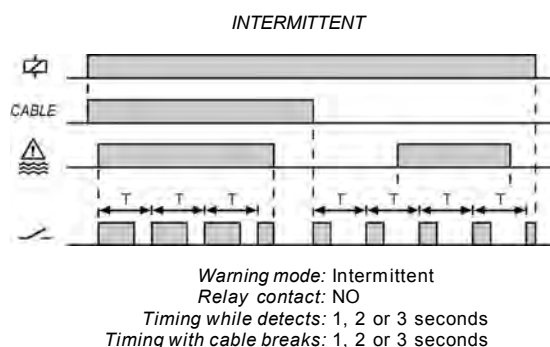 INTERMITTENT
CABLE
T T T T T T T
Warning mode: Intermittent
Relay contact: NO
Timing while detects: 1, 2 or 3 seconds
Timing with cable breaks: 1, 2 or 3 seconds